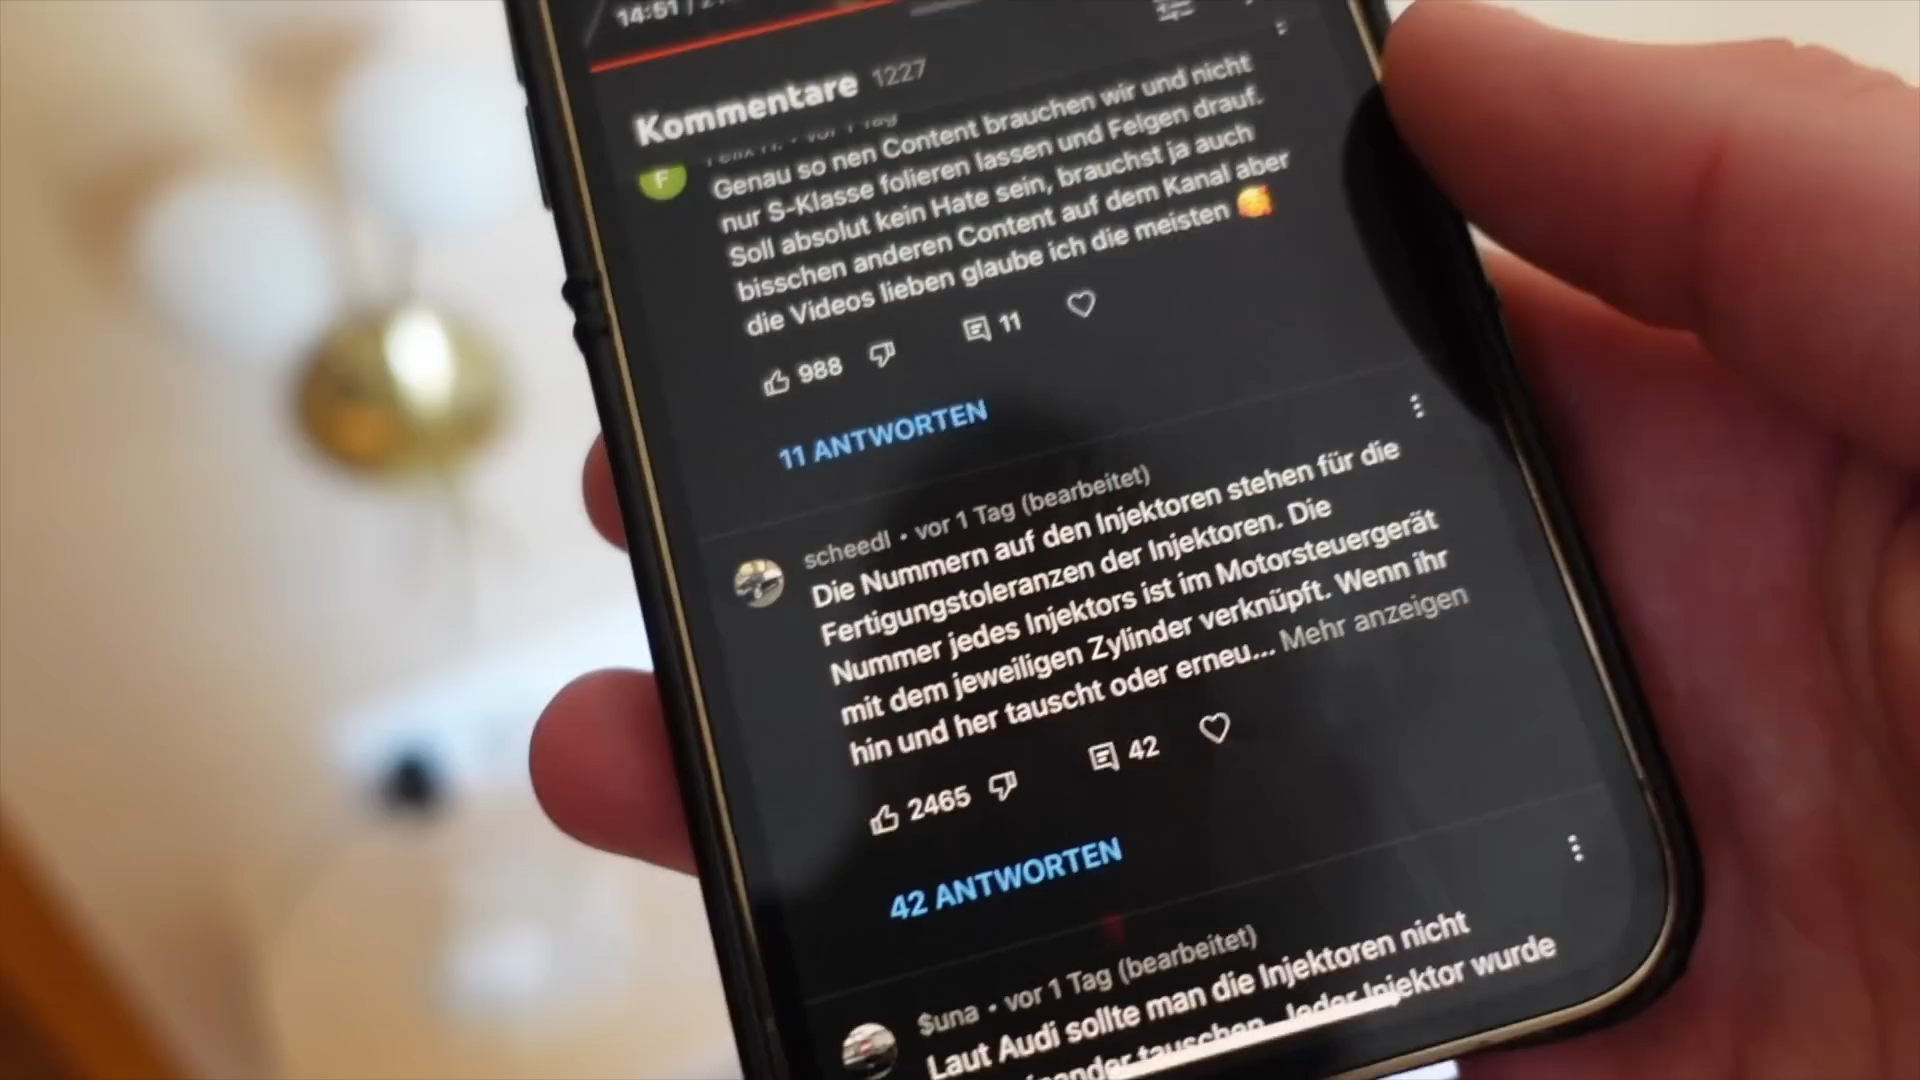 14:51 /
Kommentare 1227
F
vor 1 Tag
Genau so nen Content brauchen wir und nicht
nur S-Klasse folieren lassen und Felgen drauf.
Soll absolut kein Hate sein, brauchst ja auch
bisschen anderen Content auf dem Kanal aber
die Videos lieben glaube ich die meisten 🥰
988 11
11 ANTWORTEN
scheedl • vor 1 Tag (bearbeitet)
Die Nummern auf den Injektoren stehen für die
Fertigungstoleranzen der Injektoren. Die
Nummer jedes Injektors ist im Motorsteuergerät
mit dem jeweiligen Zylinder verknüpft. Wenn ihr
hin und her tauscht oder erneu... Mehr anzeigen
2465 42
42 ANTWORTEN
$una • vor 1 Tag (bearbeitet)
Laut Audi sollte man die Injektoren nicht
tauschen. Jeder Injektor wurde